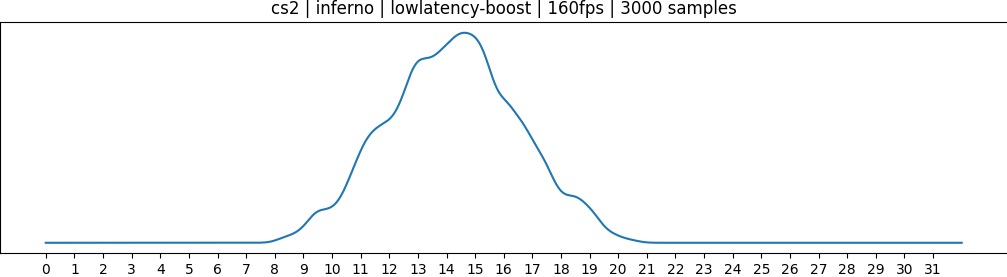 cs2 | inferno | lowlatency-boost | 160fps | 3000 samples
0 1 2 3 4 5 6 7 8 9 10 11 12 13 14 15 16 17 18 19 20 21 22 23 24 25 26 27 28 29 30 31